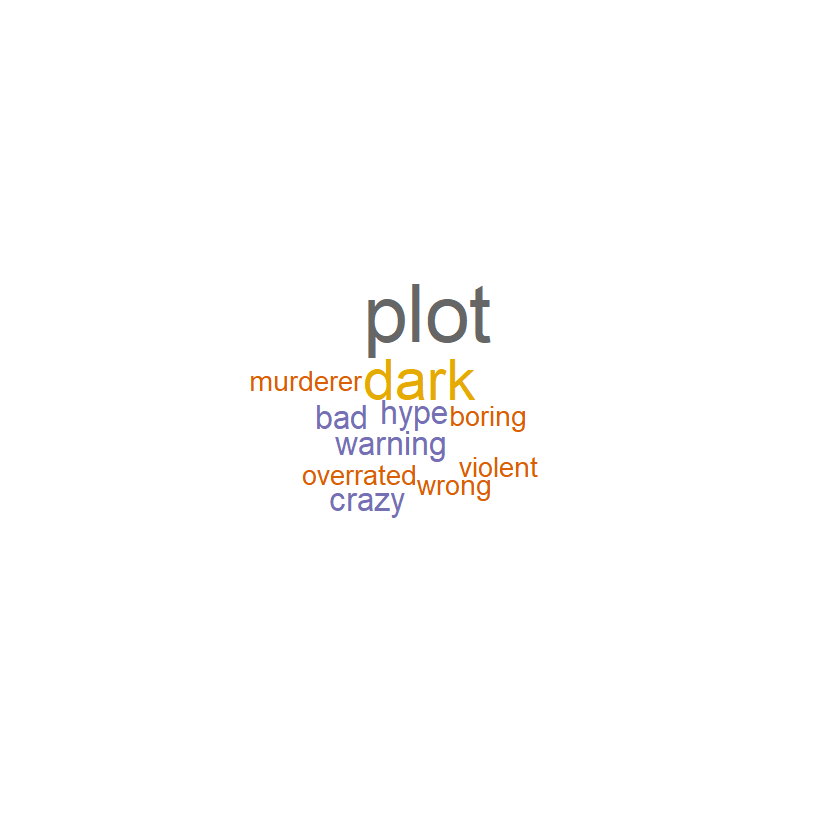 plot
murderer dark
bad hype boring
warning
overrated wrong violent
crazy